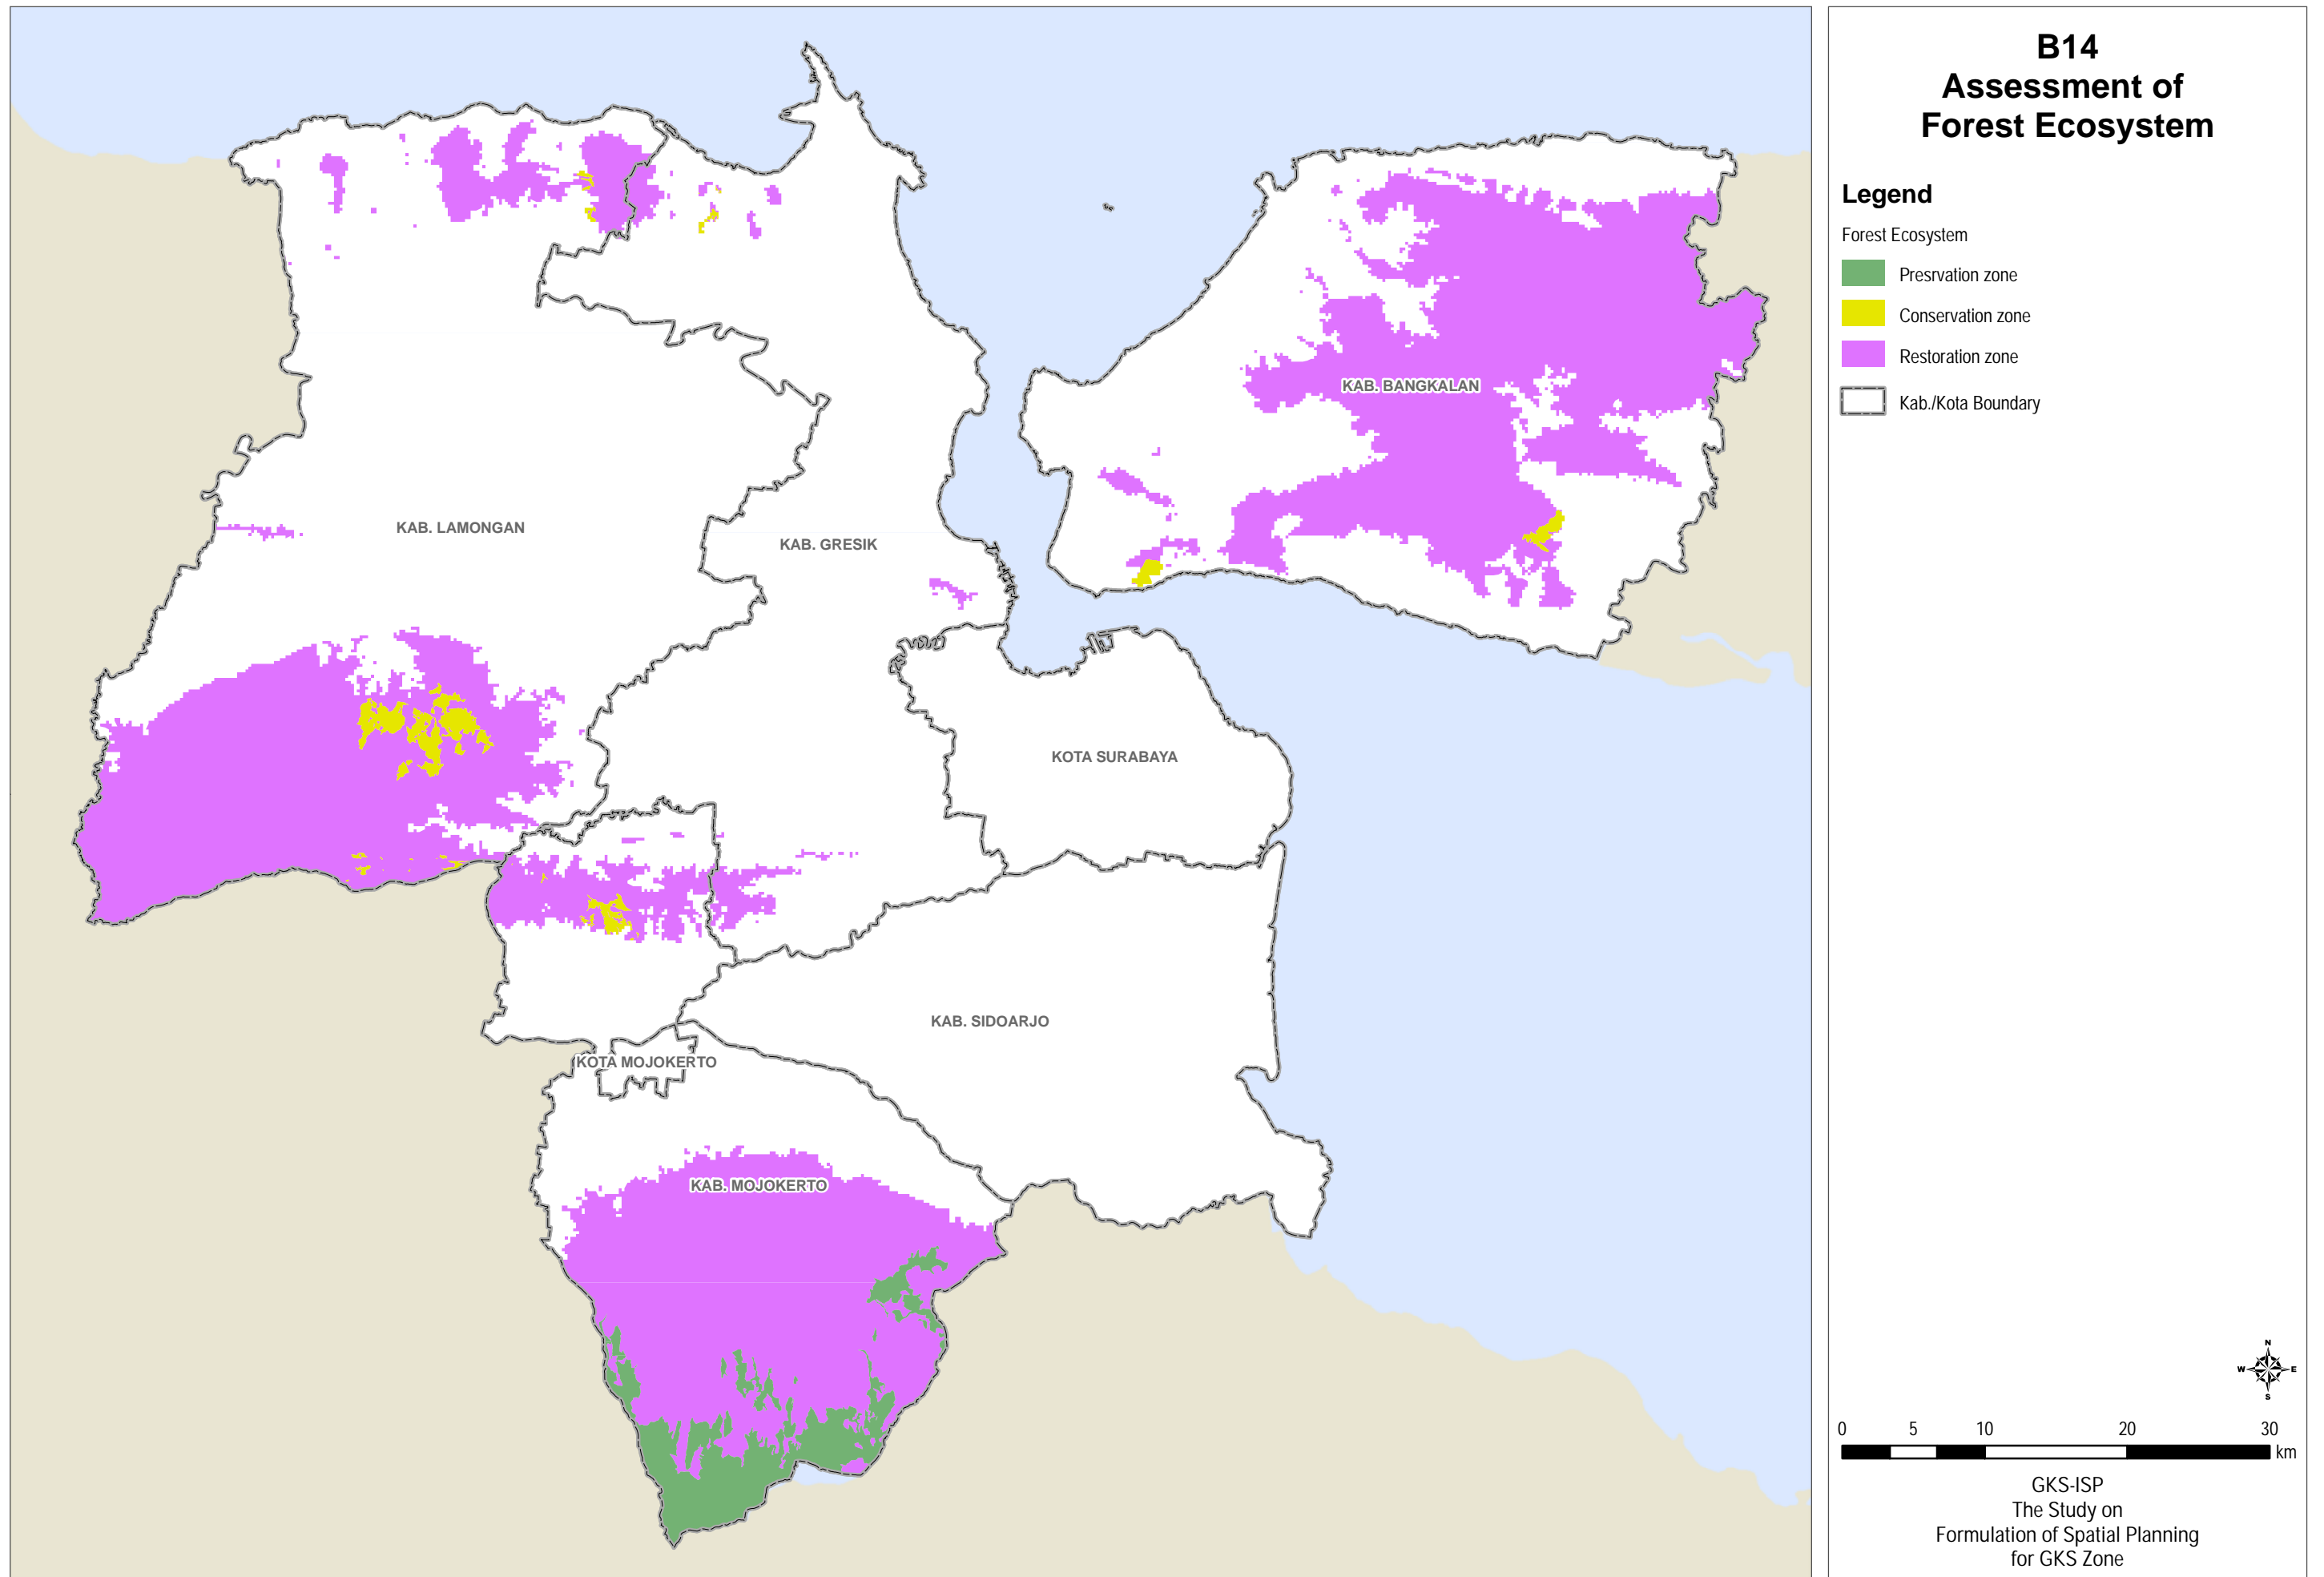 B14
Assessment of
Forest Ecosystem
Legend
Forest Ecosystem
Presrvation zone
Conservation zone
Restoration zone
Kab./Kota Boundary
KAB. BANGKALAN
KAB. LAMONGAN
KAB. GRESIK
KOTA SURABAYA
KAB. SIDOARJO
KOTA MOJOKERTO
KAB. MOJOKERTO
N
W E
S
0 5 10 20 30
km
GKS-ISP
The Study on
Formulation of Spatial Planning
for GKS Zone